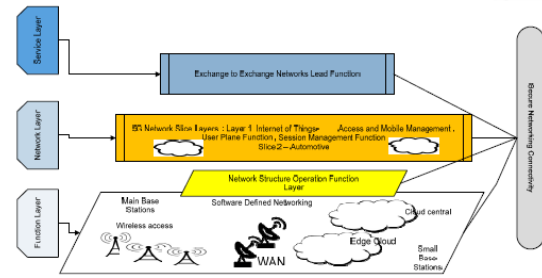 Service Layer
Exchange to Exchange Networks Lead Function
Network Layer
5G Network Slice Layers : Layer 1 Internet of Things Access and Mobile Management ,
User Plane Function , Session Management Function
Slice 2 – Automotive
Network Structure Operation Function
Layer
Function Layer
Main Base
Stations
Software Defined Networking
Cloud central
Wireless access
Edge Cloud
WAN
Small
Base
Stations
Secure Networking Connectivity